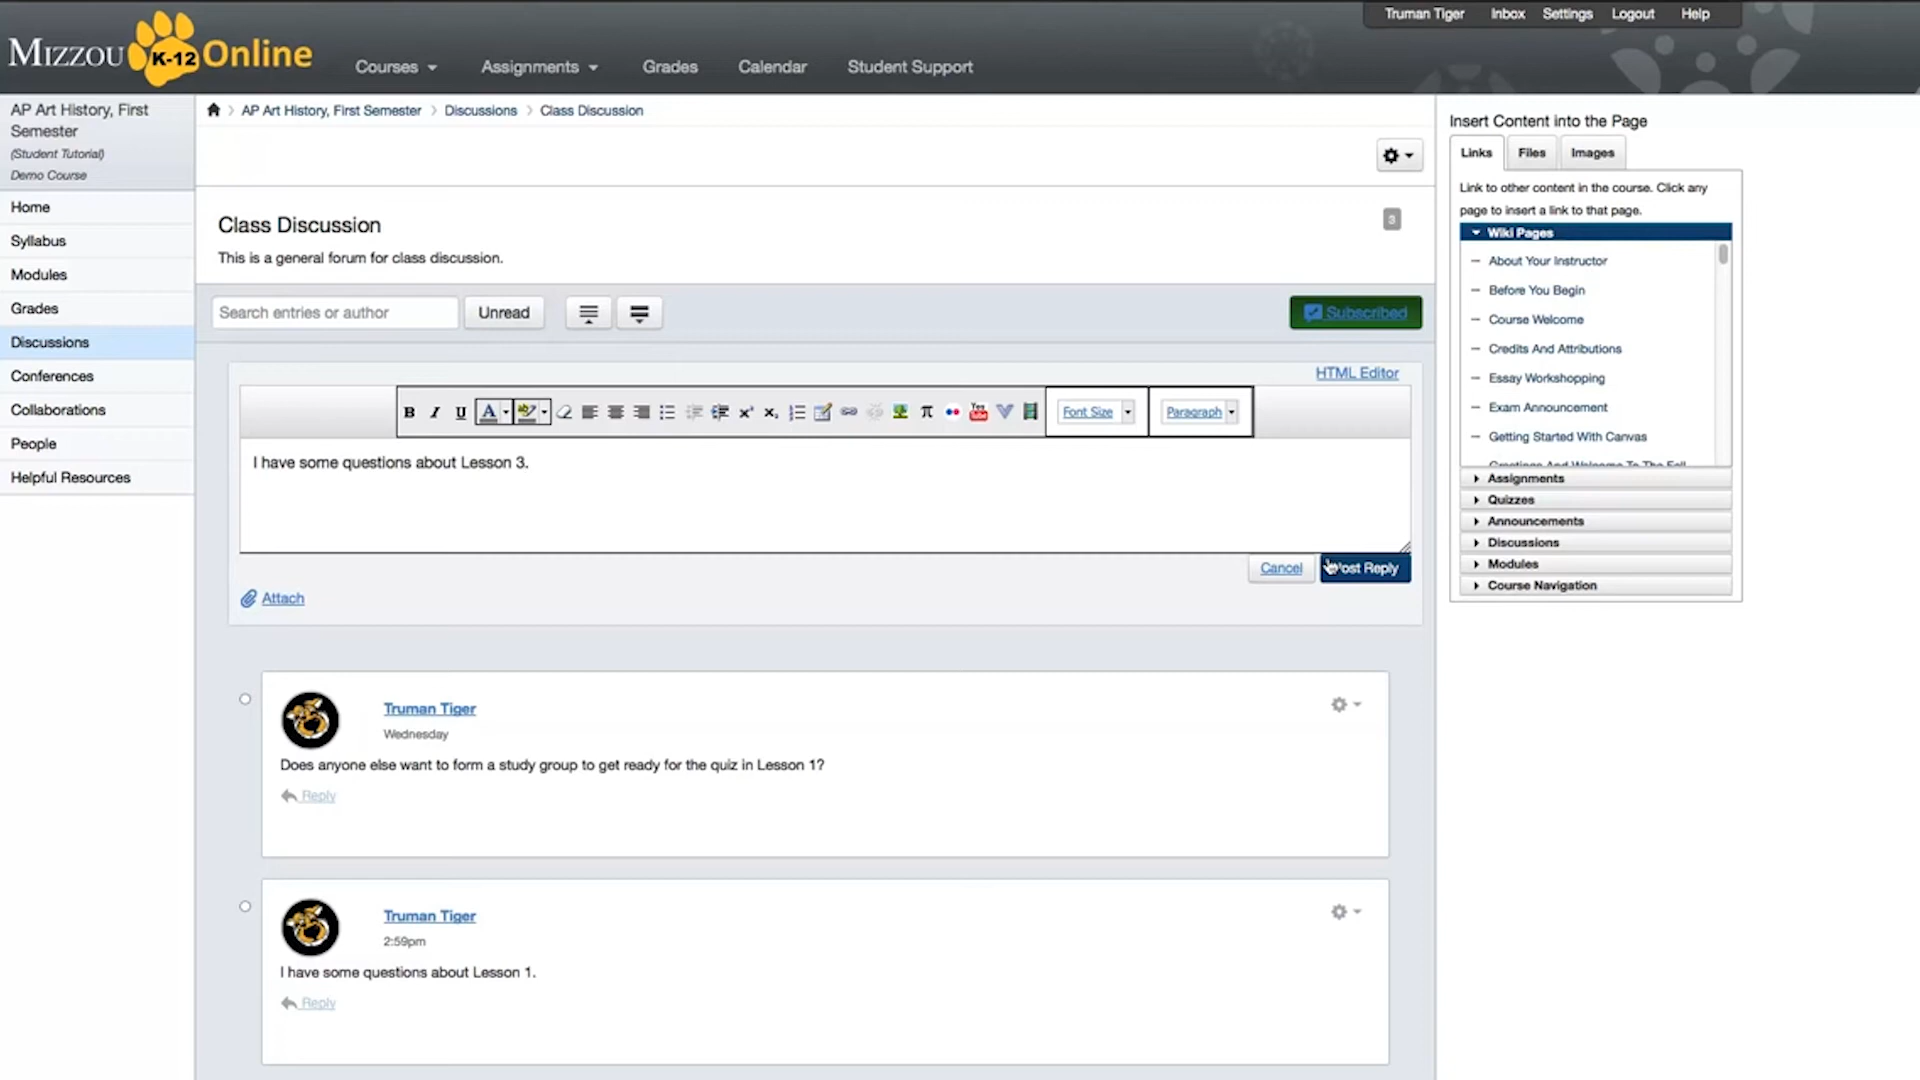 Truman Tiger Inbox Settings Logout Help
MIZZOU K-12 Online
Courses Assignments Grades Calendar Student Support
AP Art History, First Semester
(Student Tutorial)
Demo Course
Home
Syllabus
Modules
Grades
Discussions
Conferences
Collaborations
People
Helpful Resources
AP Art History, First Semester > Discussions > Class Discussion
Class Discussion
3
This is a general forum for class discussion.
Search entries or author
Unread
Subscribed
HTML Editor
B I U A Font Size Paragraph
I have some questions about Lesson 3.
Cancel
Post Reply
Attach
Truman Tiger
Wednesday
Does anyone else want to form a study group to get ready for the quiz in Lesson 1?
Reply
Truman Tiger
2:59pm
I have some questions about Lesson 1.
Reply
Insert Content into the Page
Links Files Images
Link to other content in the course. Click any
page to insert a link to that page.
Wiki Pages
About Your Instructor
Before You Begin
Course Welcome
Credits And Attributions
Essay Workshopping
Exam Announcement
Getting Started With Canvas
Greetings And Welcome To The Fall
Assignments
Quizzes
Announcements
Discussions
Modules
Course Navigation